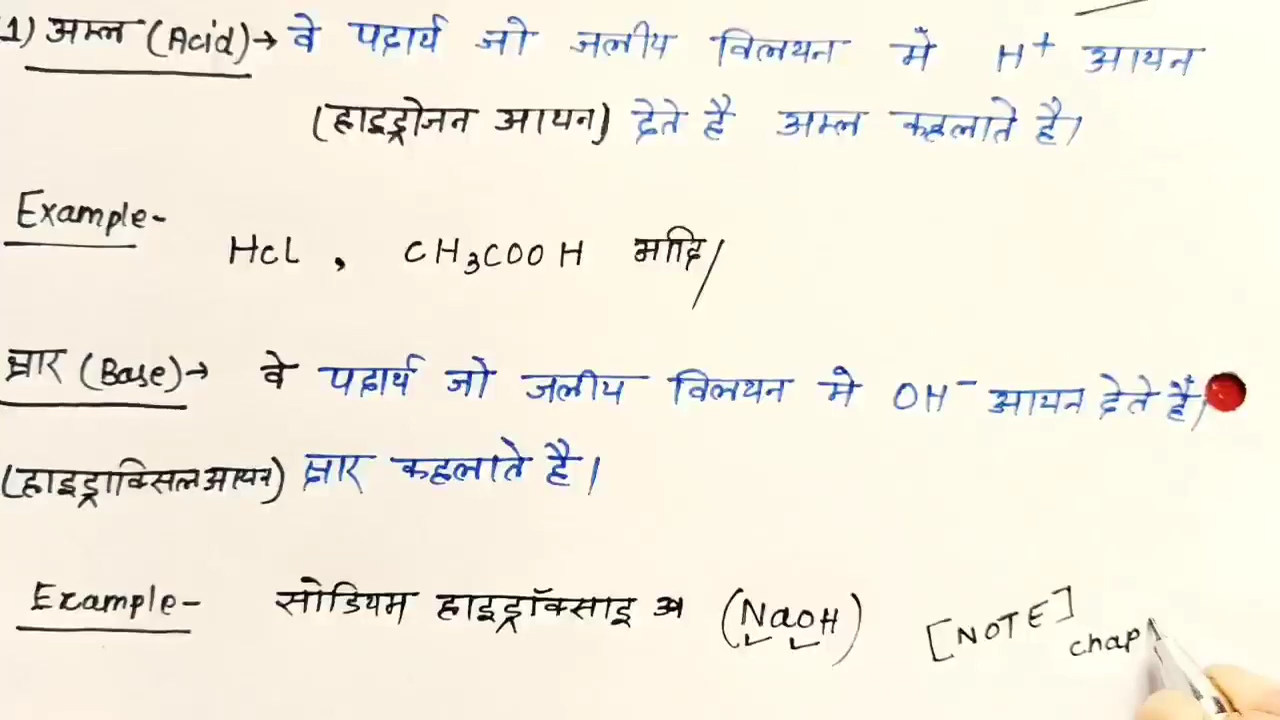 1) अम्ल (Acid)→ वे पदार्थ जो जलीय विलयन में H⁺ आयन
(हाइड्रोजन आयन) देते है अम्ल कहलाते है।
Example-
HCL , CH₃COOH आदि।
क्षार (Base)→ वे पदार्थ जो जलीय विलयन मे OH⁻ आयन देते हैं।
(हाइड्राक्सिल आयन) क्षार कहलाते है।
Example- सोडियम हाइड्रॉक्साइ (NaOH) [NOTE]
chap